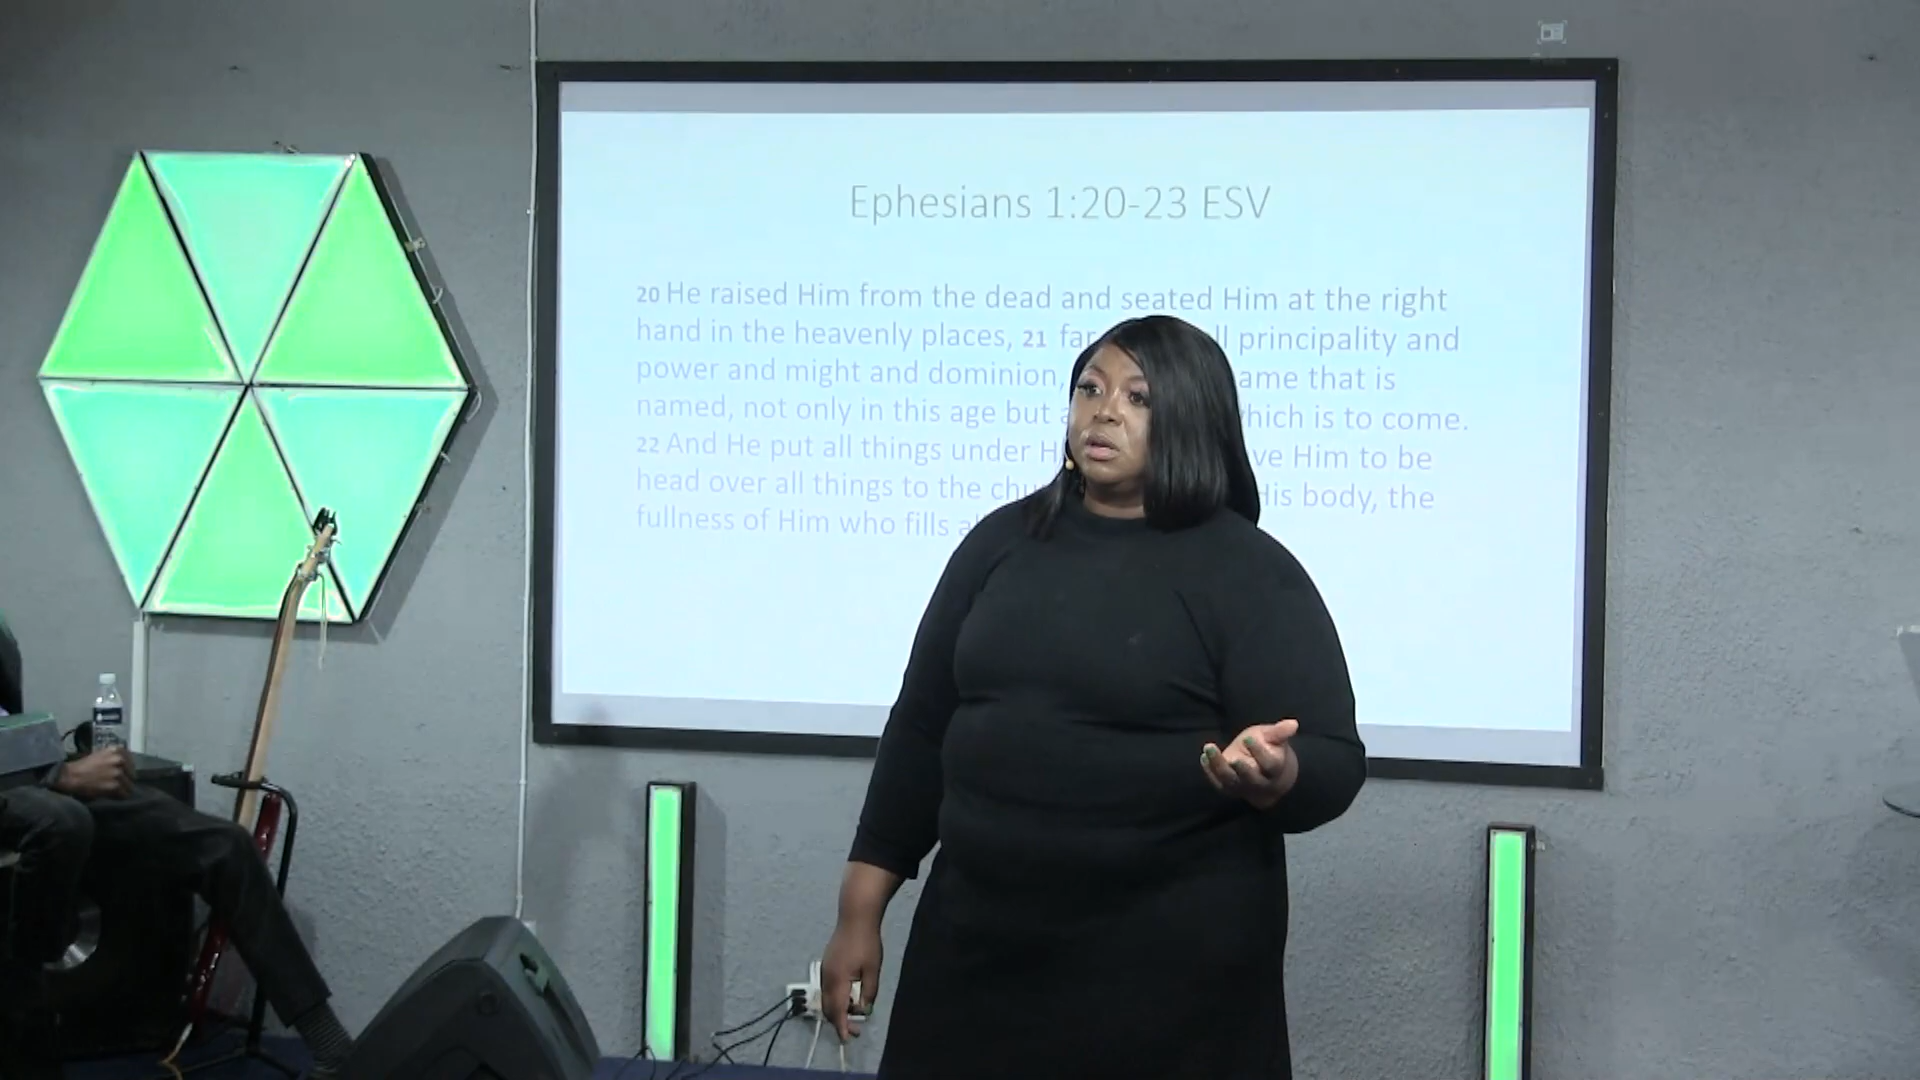 Ephesians 1:20-23 ESV
20 He raised Him from the dead and seated Him at the right
hand in the heavenly places, 21 far principality and
power and might and dominion, that is
named, not only in this age but which is to come.
22 And He put all things under Him to be
head over all things to the His body, the
fullness of Him who fills